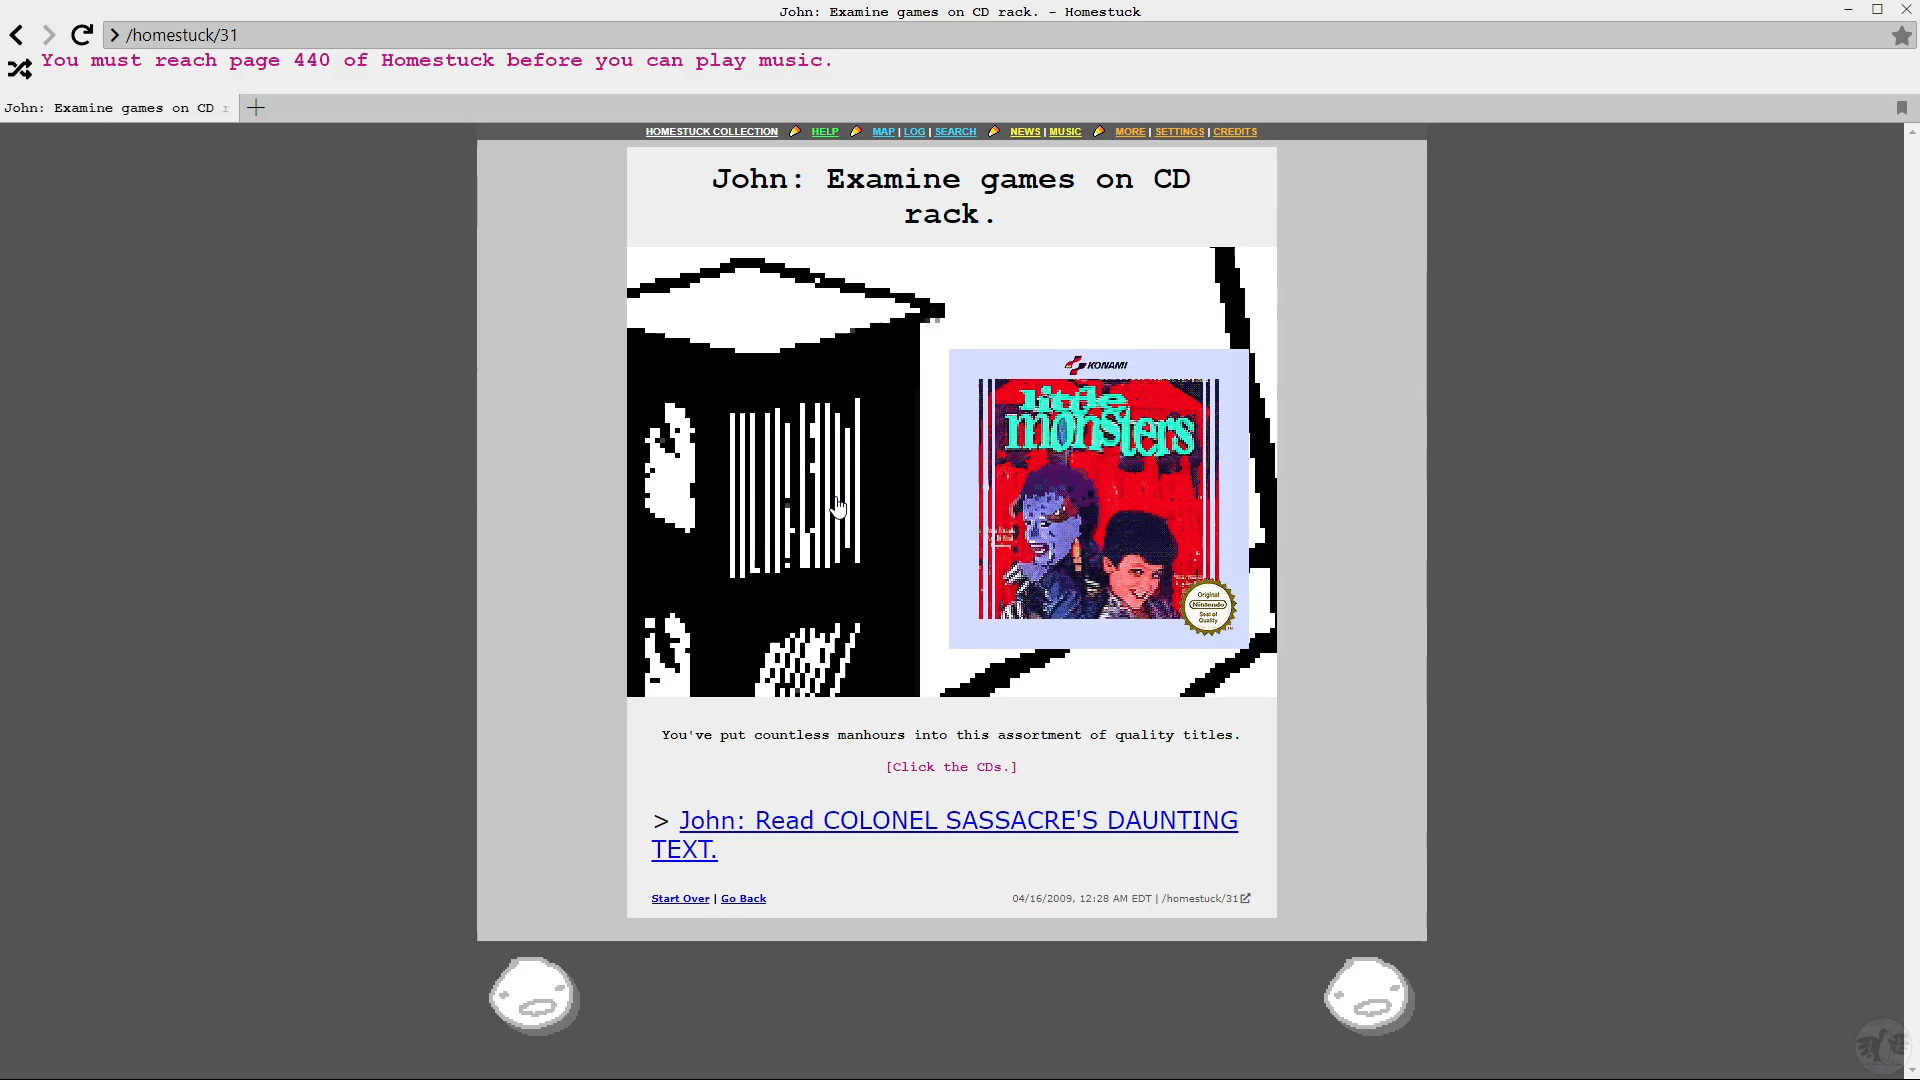 John: Examine games on CD rack. - Homestuck
/homestuck/31
You must reach page 440 of Homestuck before you can play music.
John: Examine games on CD r
HOMESTUCK COLLECTION HELP MAP | LOG | SEARCH NEWS | MUSIC MORE | SETTINGS | CREDITS
John: Examine games on CD
rack.
KONAMI
little
monsters
Original
Nintendo
Seal of
Quality
You've put countless manhours into this assortment of quality titles.
[Click the CDs.]
> John: Read COLONEL SASSACRE'S DAUNTING
TEXT.
Start Over | Go Back
04/16/2009, 12:28 AM EDT | /homestuck/31